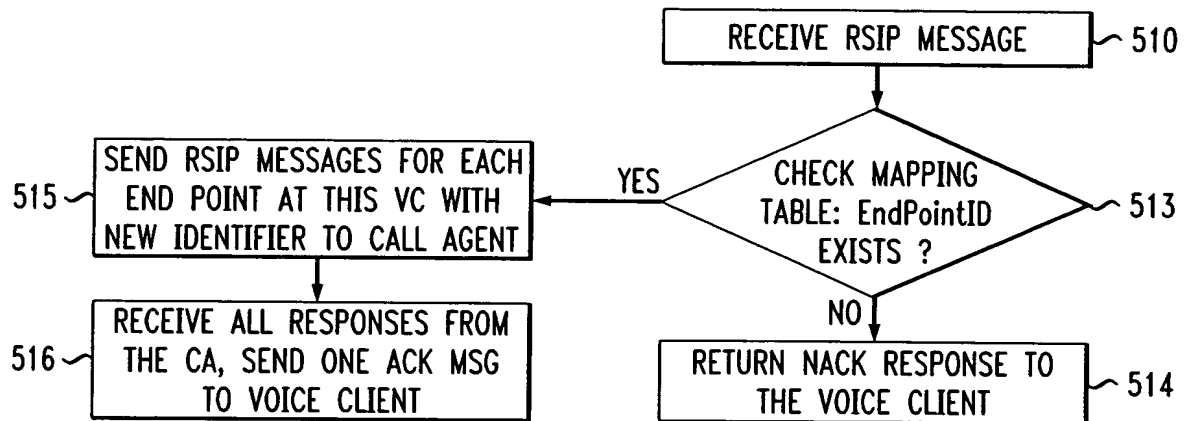 RECEIVE RSIP MESSAGE
510
CHECK MAPPING
TABLE: EndPointID
EXISTS ?
513
YES
SEND RSIP MESSAGES FOR EACH
END POINT AT THIS VC WITH
NEW IDENTIFIER TO CALL AGENT
515
RECEIVE ALL RESPONSES FROM
THE CA, SEND ONE ACK MSG
TO VOICE CLIENT
516
NO
RETURN NACK RESPONSE TO
THE VOICE CLIENT
514